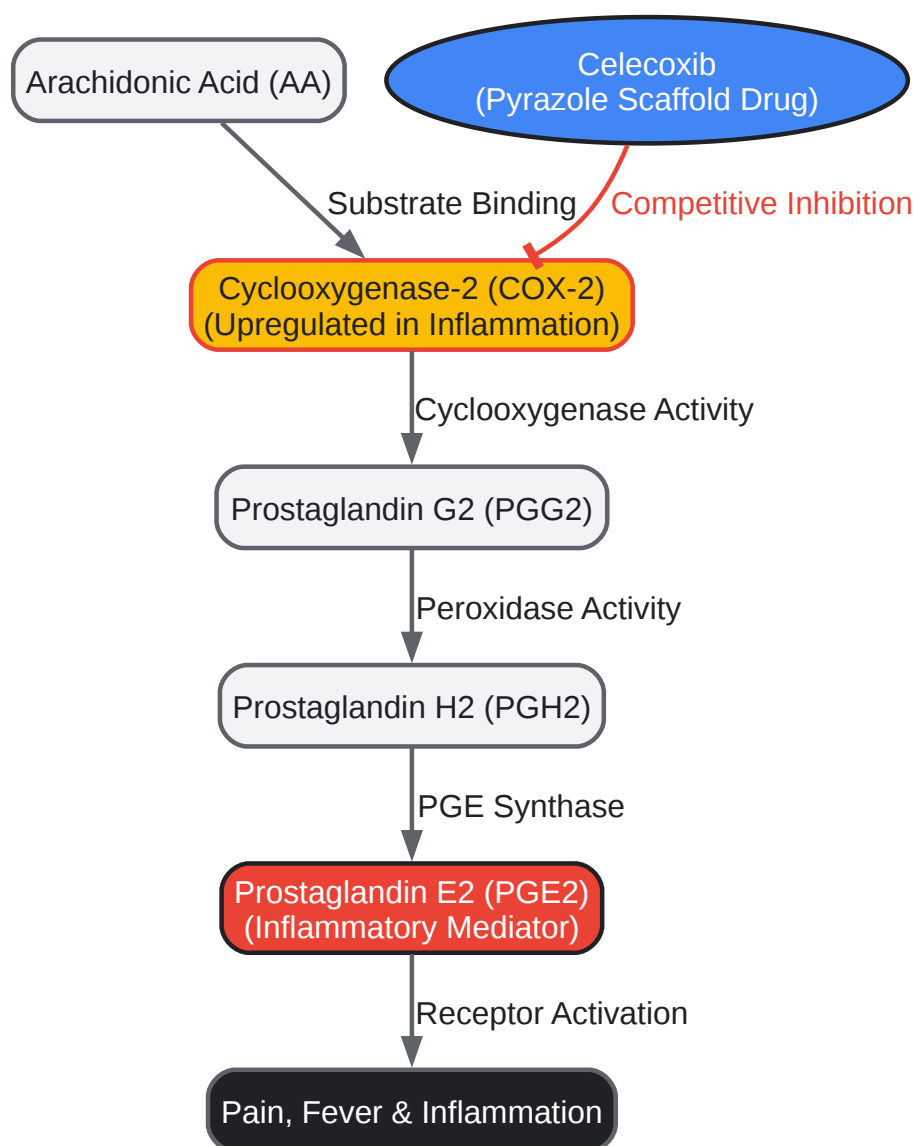 Arachidonic Acid (AA)
Celecoxib
(Pyrazole Scaffold Drug)
Substrate Binding
Competitive Inhibition
Cyclooxygenase-2 (COX-2)
(Upregulated in Inflammation)
Cyclooxygenase Activity
Prostaglandin G2 (PGG2)
Peroxidase Activity
Prostaglandin H2 (PGH2)
PGE Synthase
Prostaglandin E2 (PGE2)
(Inflammatory Mediator)
Receptor Activation
Pain, Fever & Inflammation